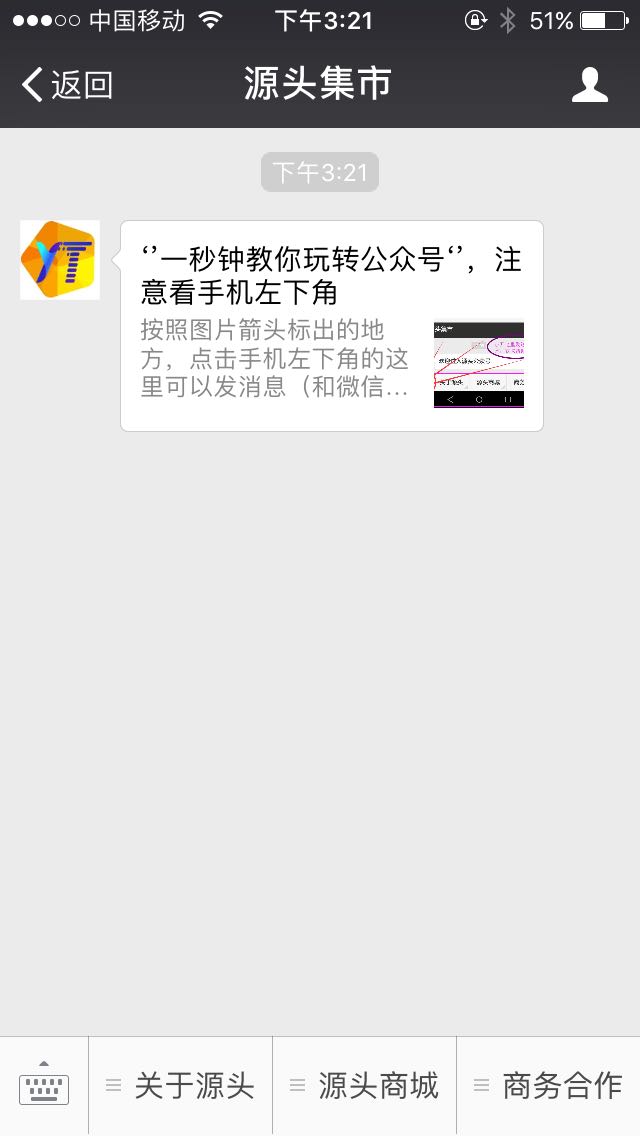 中国移动 下午3:21 51%
返回 源头集市
下午3:21
YT
‘’一秒钟教你玩转公众号‘’，注
意看手机左下角
按照图片箭头标出的地
方，点击手机左下角的这
里可以发消息（和微信...
头集市
关于源头 源头商城 商务合作